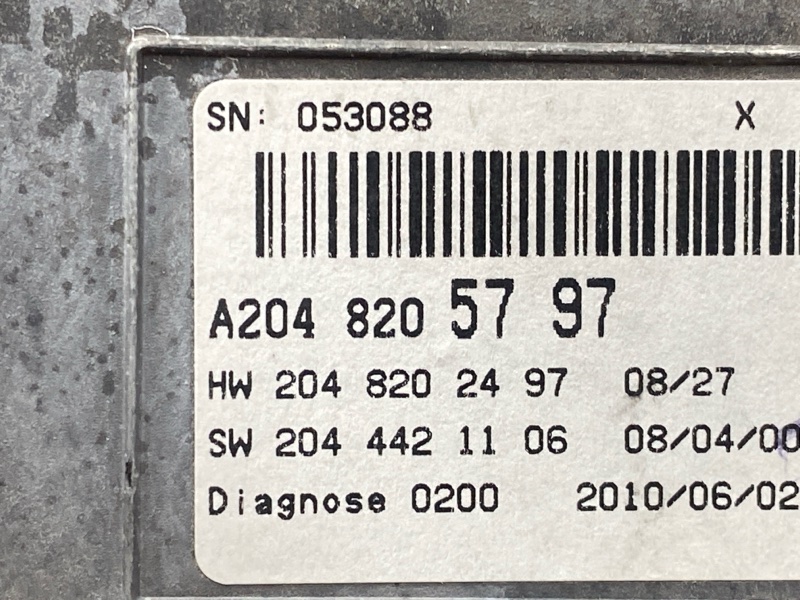 SN: 053088 X
A204 820 57 97
HW 204 820 24 97 08/27
SW 204 442 11 06 08/04/00
Diagnose 0200 2010/06/02